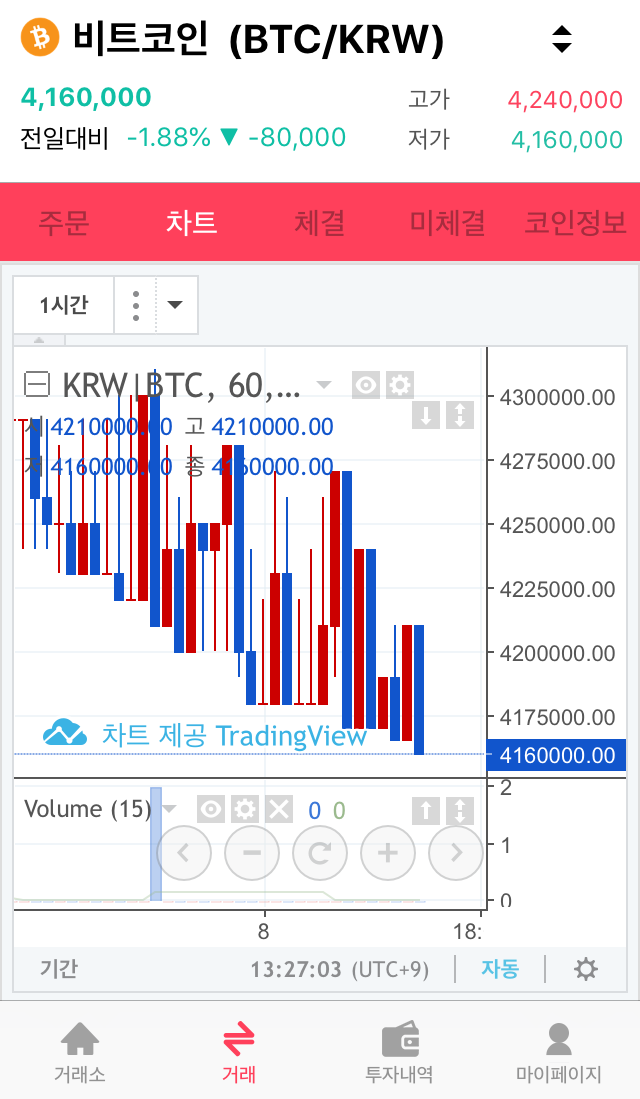 비트코인 (BTC/KRW)
4,160,000
고가 4,240,000
전일대비 -1.88% ▼ -80,000
저가 4,160,000
주문 차트 체결 미체결 코인정보
1시간
KRW|BTC, 60,...
시 4210000.00 고 4210000.00
저 4160000.00 종 4160000.00
4300000.00
4275000.00
4250000.00
4225000.00
4200000.00
4175000.00
차트 제공 TradingView
4160000.00
Volume (15) 0 0
2
1
0
8 18:
기간 13:27:03 (UTC+9) 자동
거래소 거래 투자내역 마이페이지